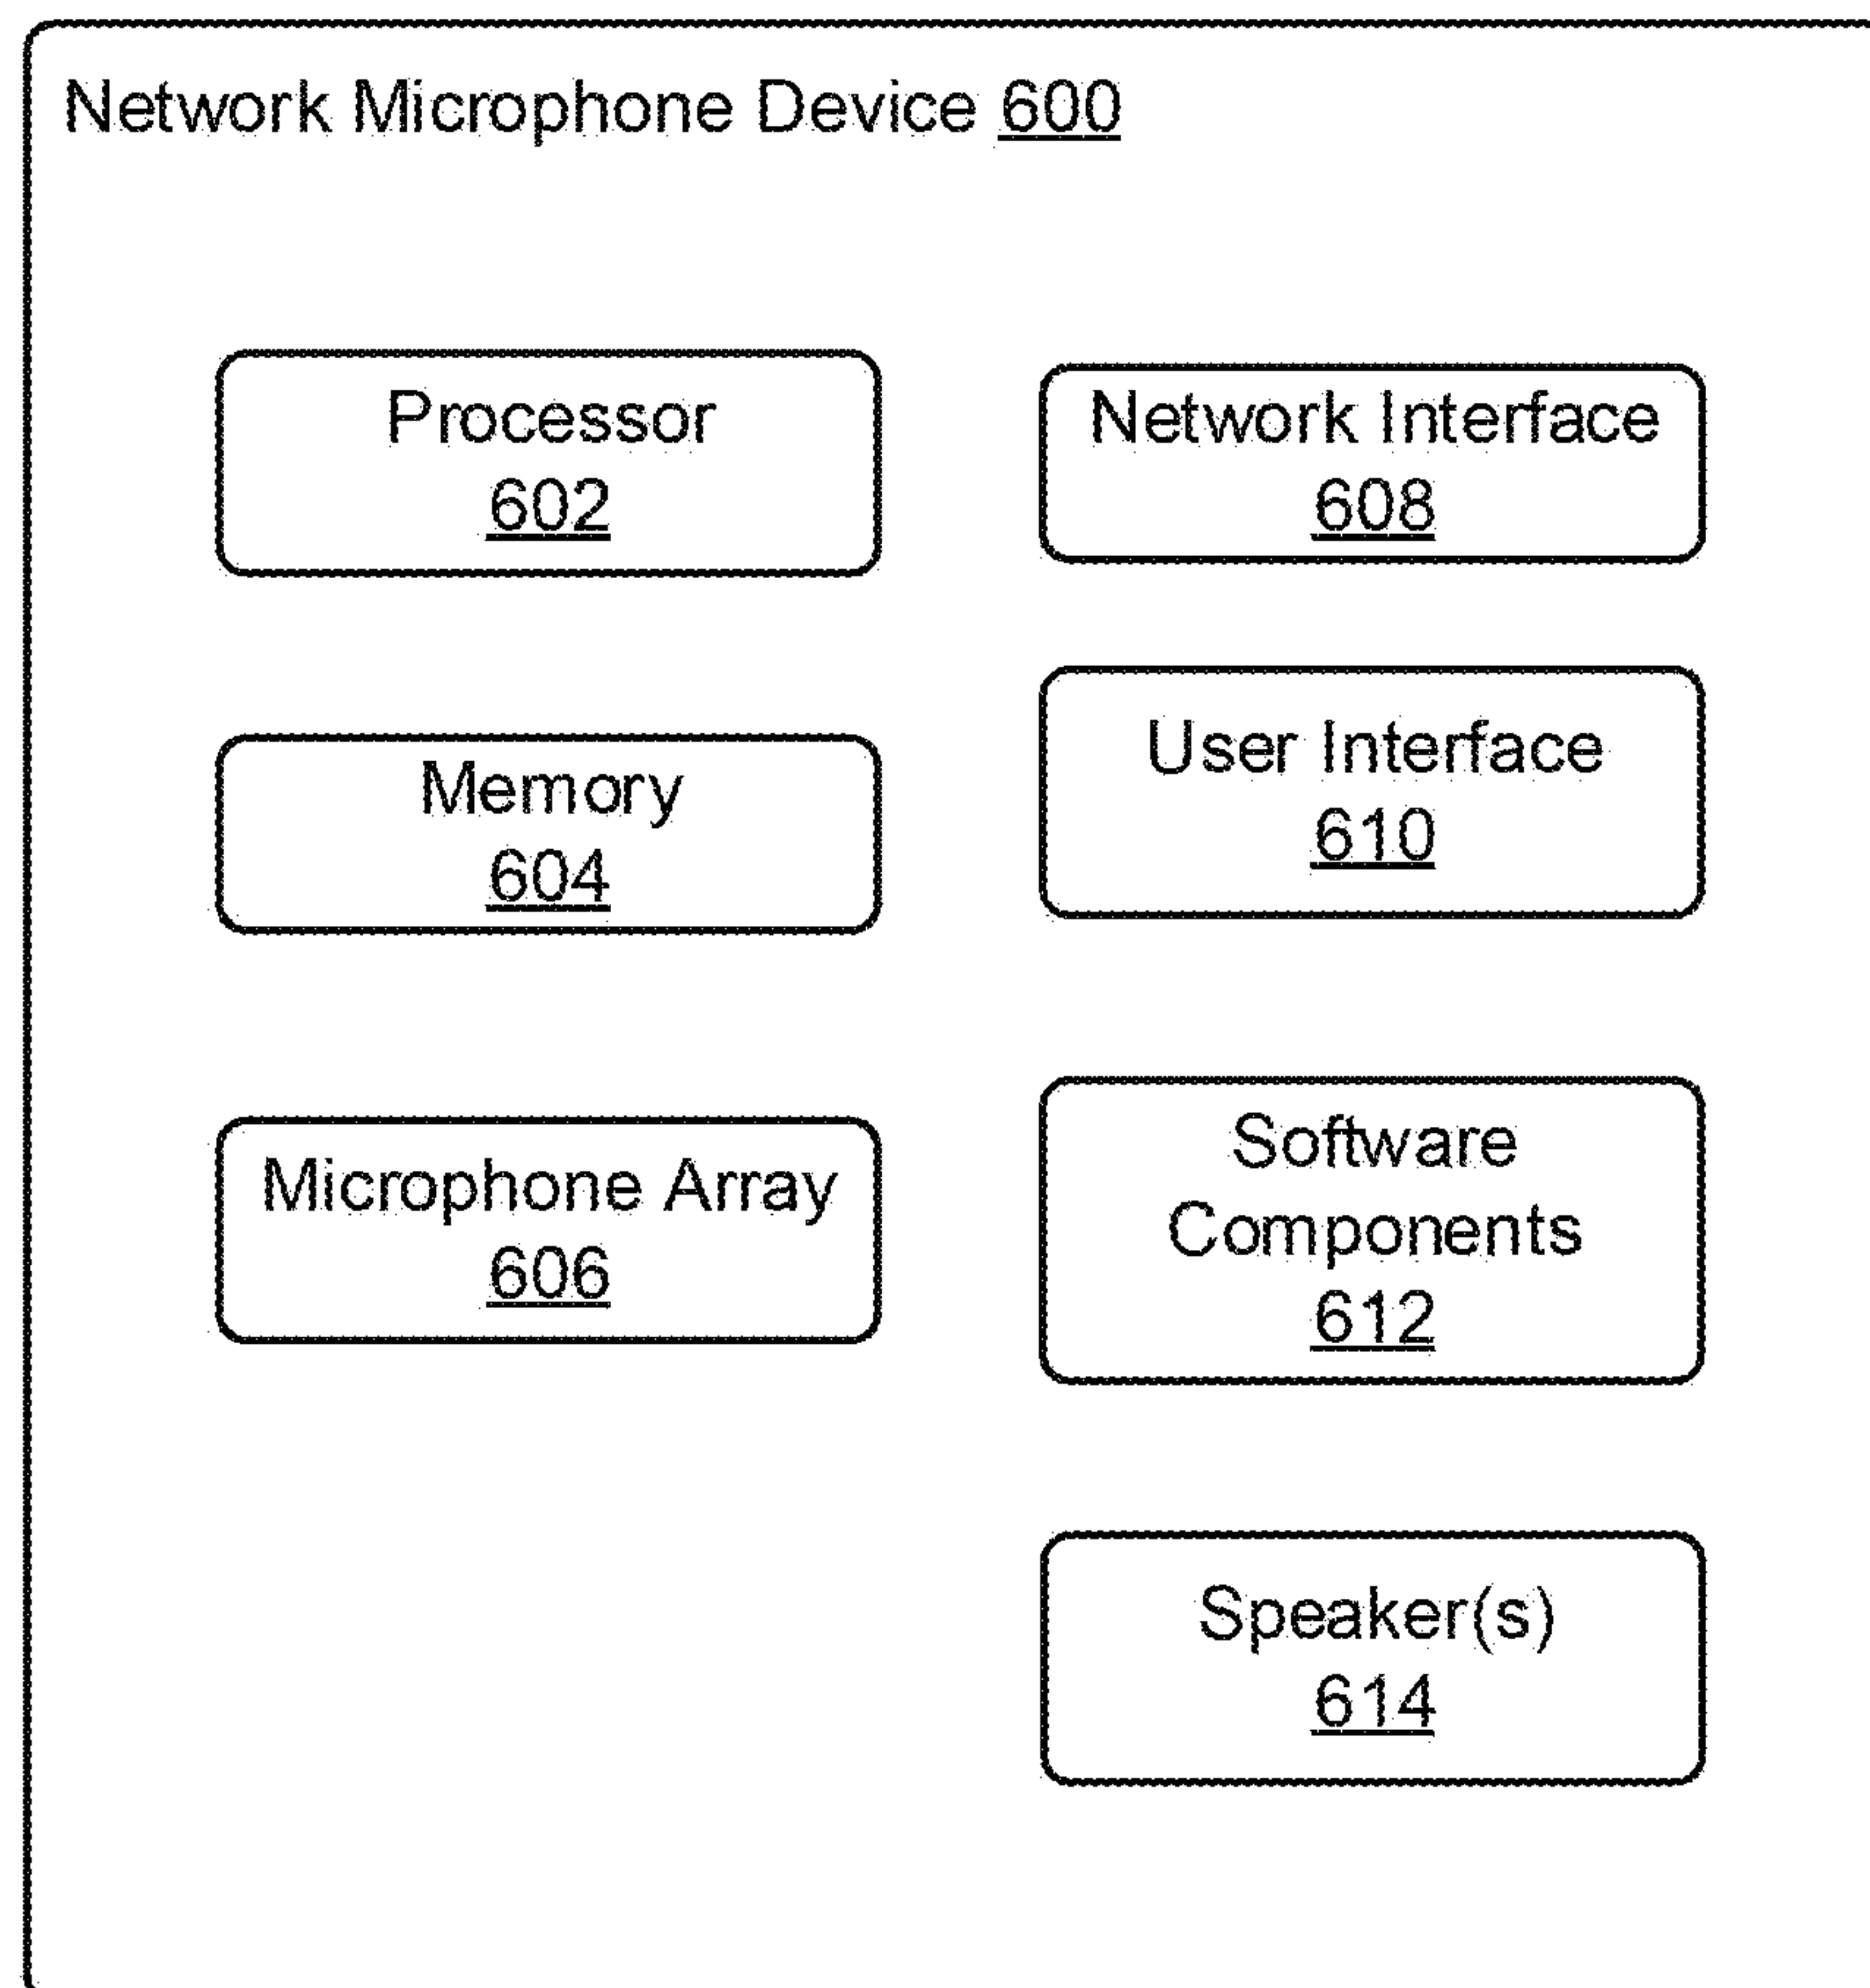 Network Microphone Device 600
Processor
602
Memory
604
Microphone Array
606
Network Interface
608
User Interface
610
Software
Components
612
Speaker(s)
614